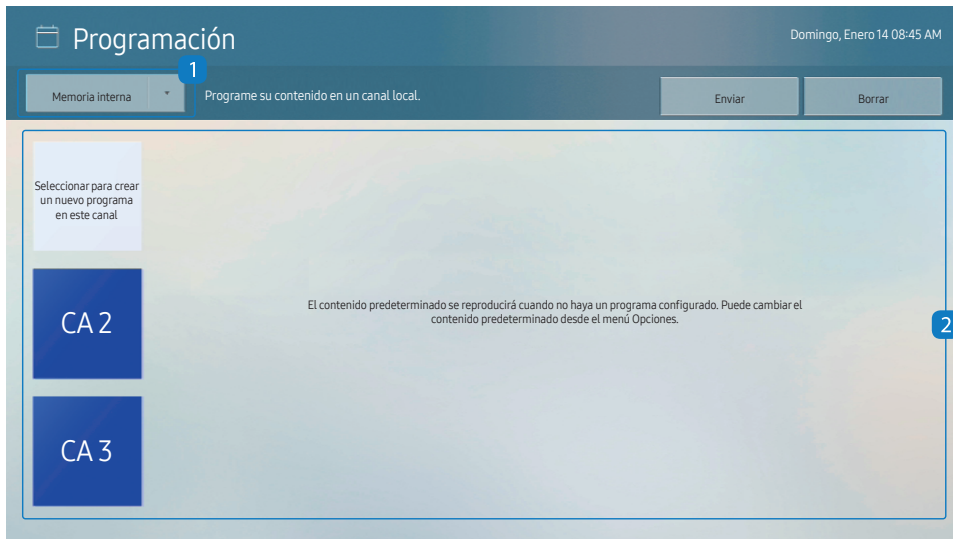 Programación
Domingo, Enero 14 08:45 AM
1
Memoria interna
Programe su contenido en un canal local.
Enviar
Borrar
Seleccionar para crear
un nuevo programa
en este canal
El contenido predeterminado se reproducirá cuando no haya un programa configurado. Puede cambiar el
contenido predeterminado desde el menú Opciones.
CA 2
2
CA 3